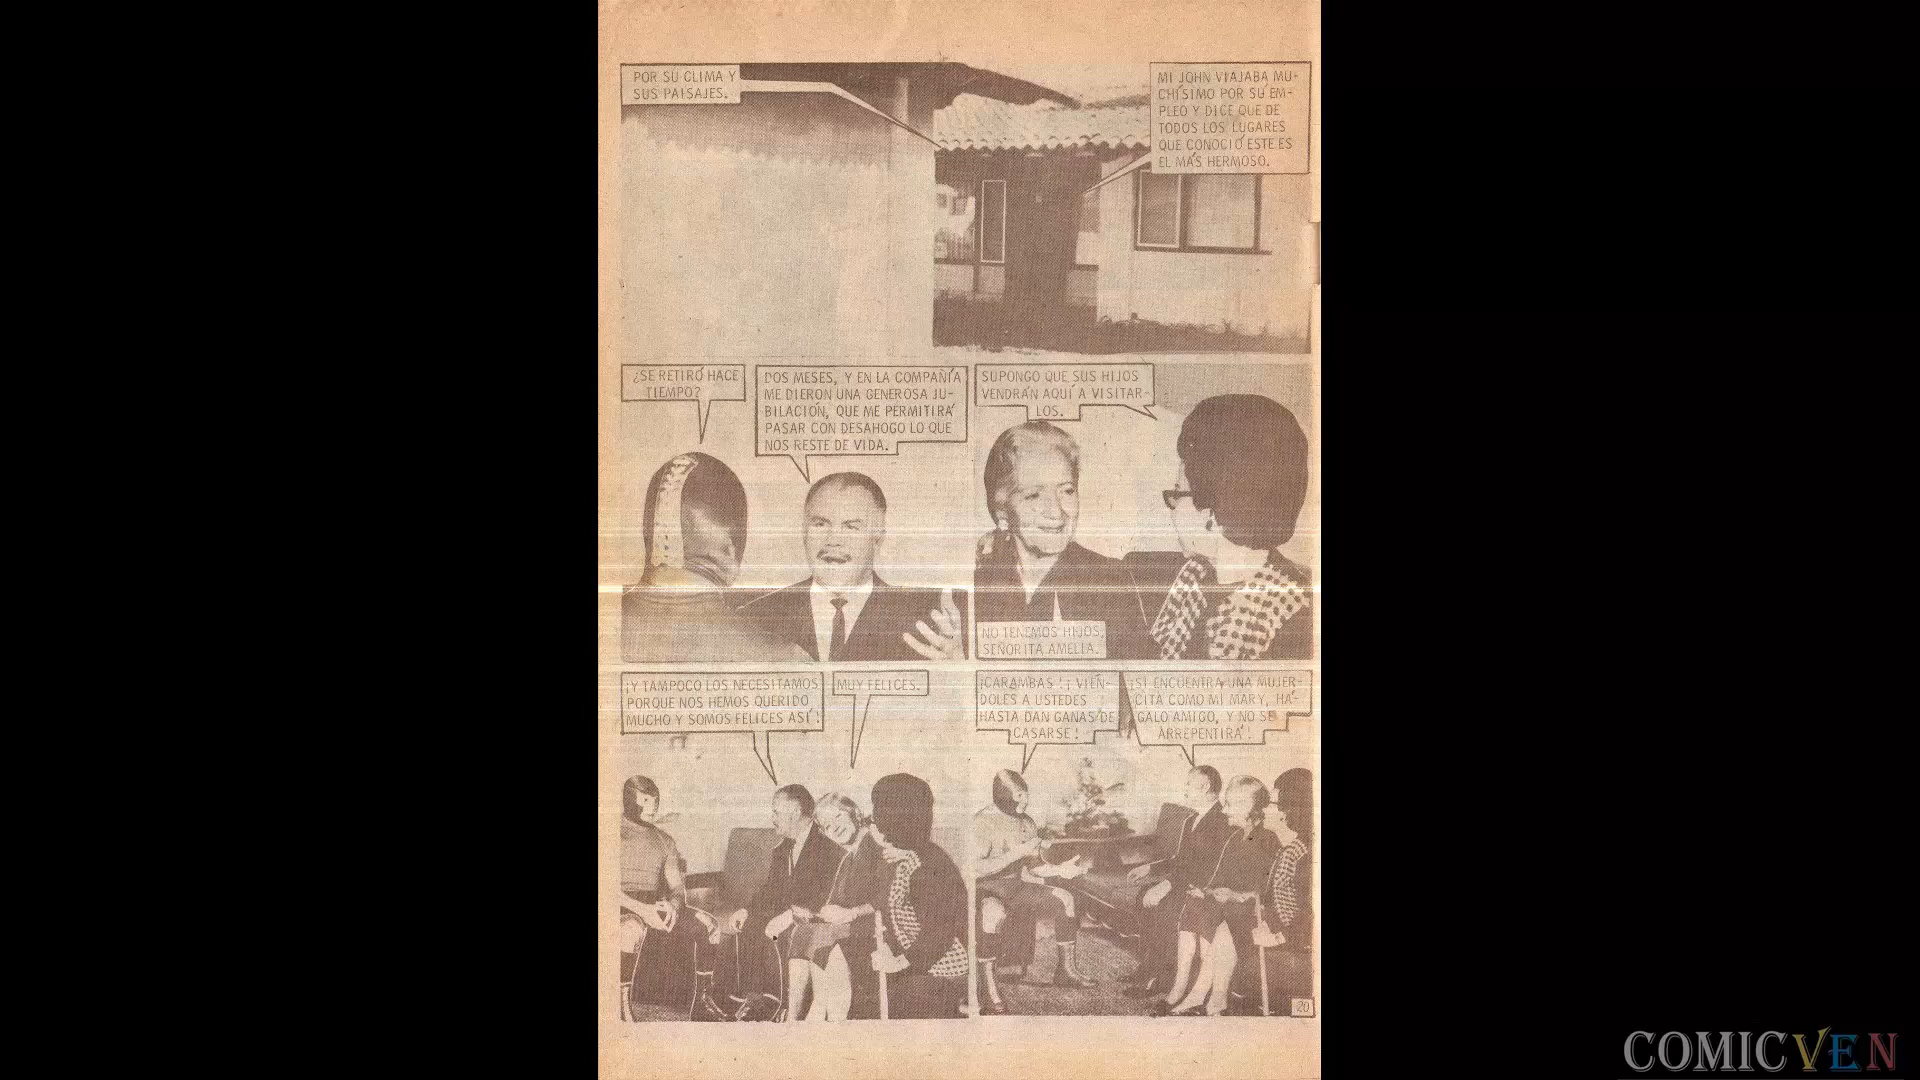 POR SU CLIMA Y
SUS PAISAJES.
MI JOHN VIAJABA MU-
CHÍSIMO POR SU EM-
PLEO Y DICE QUE DE
TODOS LOS LUGARES
QUE CONOCIÓ ESTE ES
EL MÁS HERMOSO.
¿SE RETIRÓ HACE
TIEMPO?
DOS MESES, Y EN LA COMPAÑÍA
ME DIERON UNA GENEROSA JU-
BILACIÓN, QUE ME PERMITIRÁ
PASAR CON DESAHOGO LO QUE
NOS RESTE DE VIDA.
SUPONGO QUE SUS HIJOS
VENDRÁN AQUÍ A VISITAR-
LOS.
NO TENEMOS HIJOS,
SEÑORITA AMELIA.
¡Y TAMPOCO LOS NECESITAMOS
PORQUE NOS HEMOS QUERIDO
MUCHO Y SOMOS FELICES ASÍ!
MUY FELICES.
¡CARAMBAS! ¡VIÉN-
DOLES A USTEDES
HASTA DAN GANAS DE
CASARSE!
¡SI ENCUENTRA UNA MUJER-
CITA COMO MI MARY, HÁ-
GALO AMIGO, Y NO SE
ARREPENTIRÁ!
20
COMICVEN